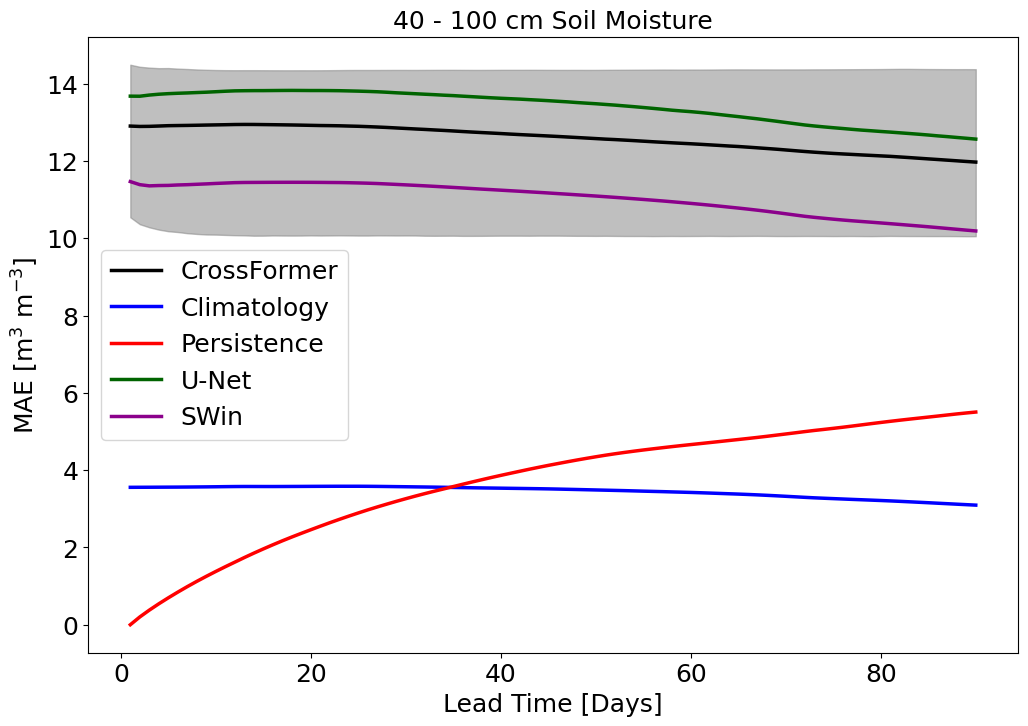 40 - 100 cm Soil Moisture
MAE [m³ m⁻³]
14
12
10
8
6
4
2
0
CrossFormer
Climatology
Persistence
U-Net
SWin
0 20 40 60 80
Lead Time [Days]